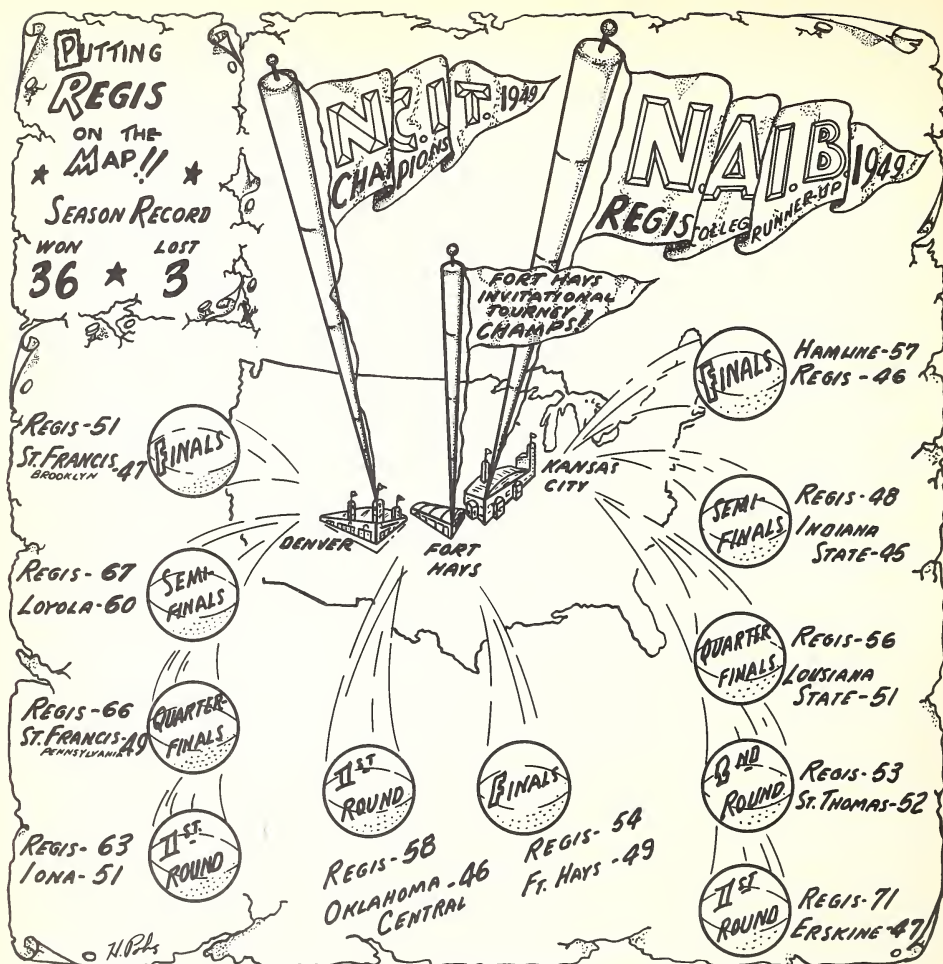 PUTTING
REGIS
ON THE
MAP!!
SEASON RECORD
WON LOST
36 ★ 3
N.C.I.T. 1949
CHAMPIONS
N.A.I.B. 1949
REGIS COLLEGE RUNNER-UP
FORT HAYS
INVITATIONAL
TOURNEY
CHAMPS!
DENVER
FORT
HAYS
KANSAS
CITY
REGIS-51
ST. FRANCIS-47
BROOKLYN
FINALS
REGIS-67
LOYOLA-60
SEMI-
FINALS
REGIS-66
ST. FRANCIS-49
PENNSYLVANIA
QUARTER-
FINALS
REGIS-63
IONA-51
1ST.
ROUND
1ST
ROUND
REGIS-58
OKLAHOMA-46
CENTRAL
FINALS
REGIS-54
FT. HAYS-49
FINALS
HAMLINE-57
REGIS-46
SEMI-
FINALS
REGIS-48
INDIANA
STATE-45
QUARTER
FINALS
REGIS-56
LOUSIANA
STATE-51
2ND
ROUND
REGIS-53
ST. THOMAS-52
1ST
ROUND
REGIS-71
ERSKINE-47